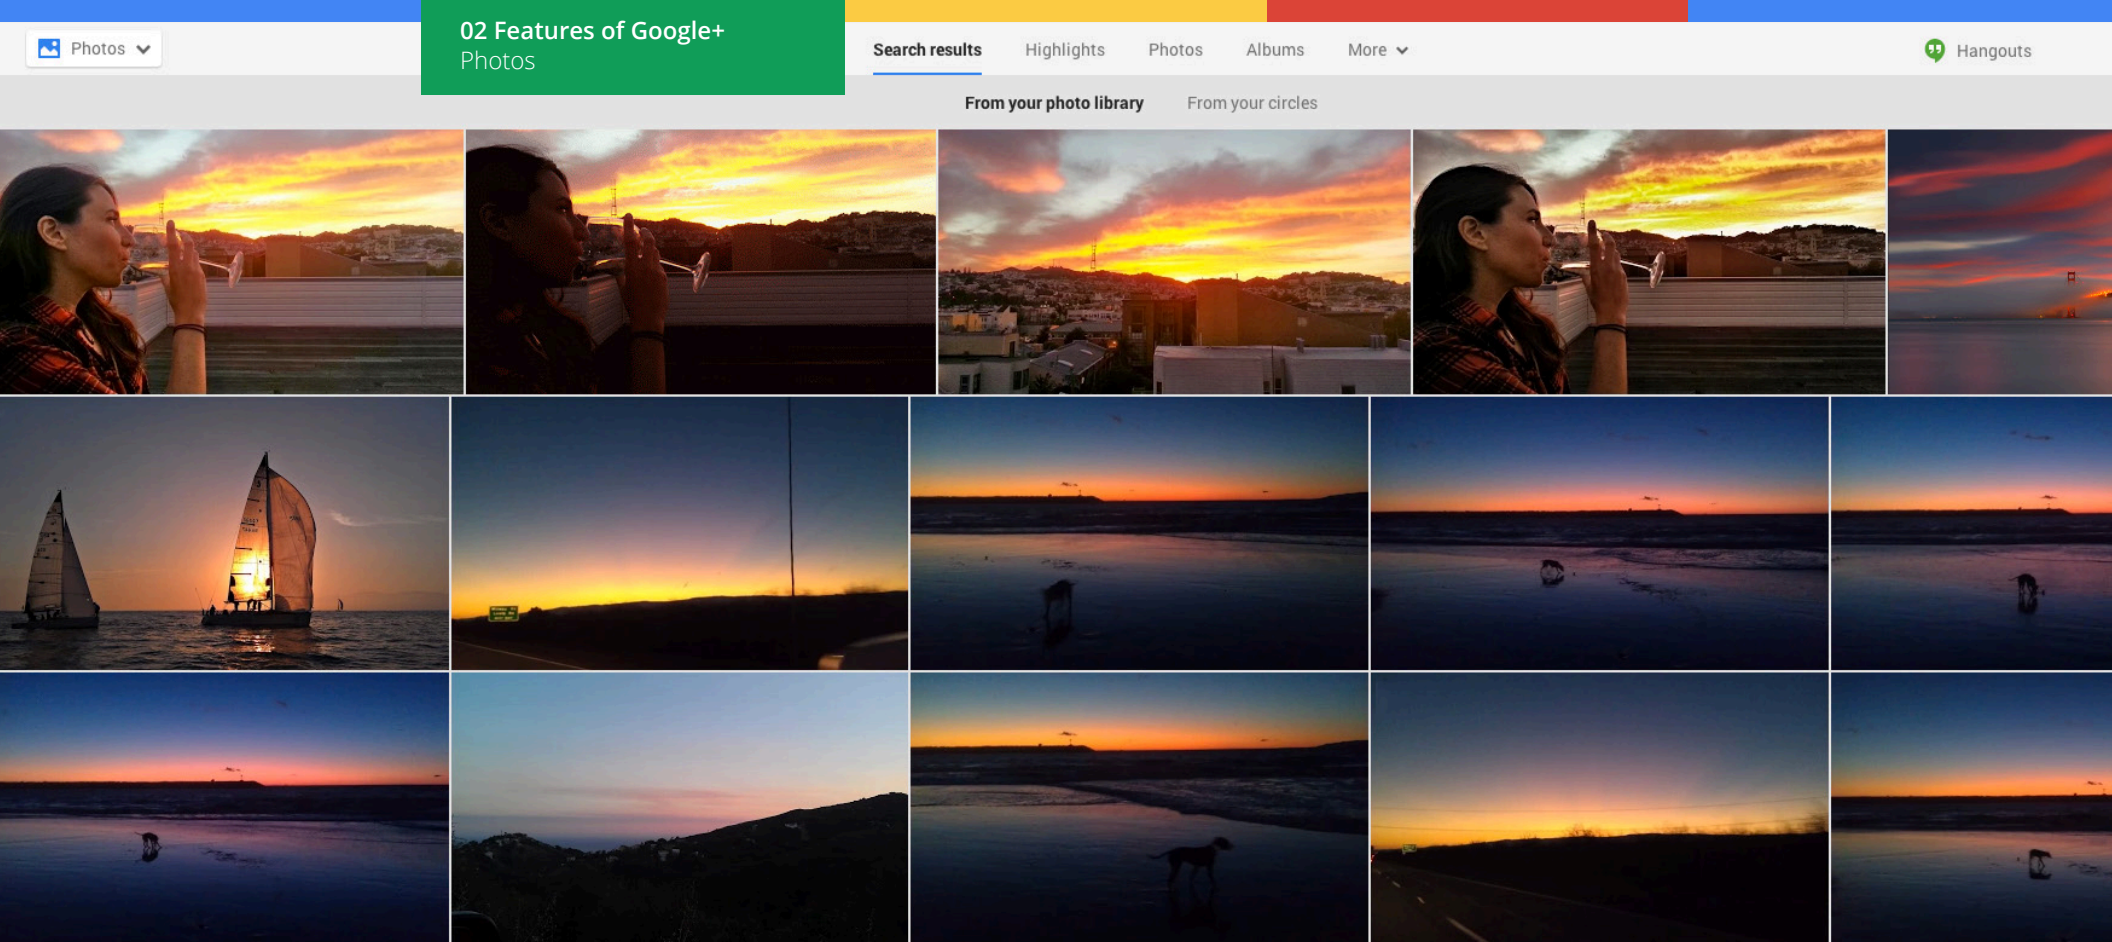 02 Features of Google+
Photos
Photos
Search results
Highlights
Photos
Albums
More
Hangouts
From your photo library
From your circles